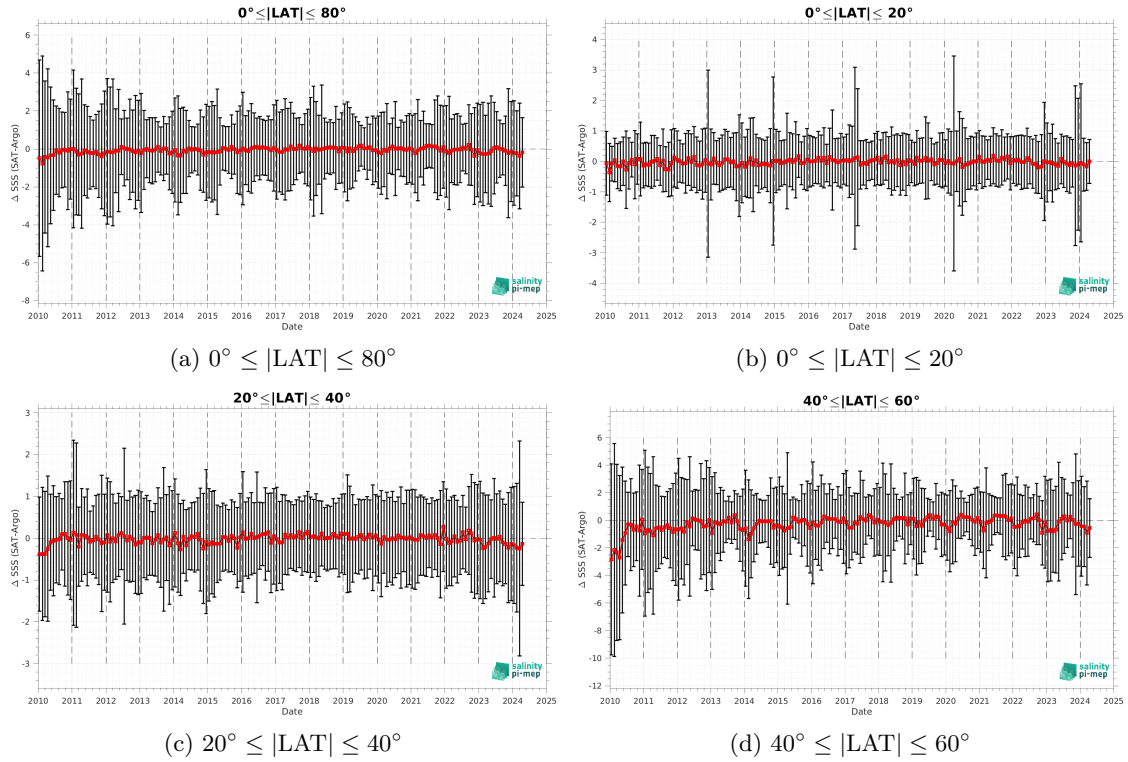 0°≤|LAT|≤ 80°
6
4
2
0
-2
-4
-6
-8
Δ SSS (SAT-Argo)
2010 2011 2012 2013 2014 2015 2016 2017 2018 2019 2020 2021 2022 2023 2024 2025
Date
salinity
pi-mep
(a) 0° ≤ |LAT| ≤ 80°
0°≤|LAT|≤ 20°
4
3
2
1
0
-1
-2
-3
-4
Δ SSS (SAT-Argo)
2010 2011 2012 2013 2014 2015 2016 2017 2018 2019 2020 2021 2022 2023 2024 2025
Date
salinity
pi-mep
(b) 0° ≤ |LAT| ≤ 20°
20°≤|LAT|≤ 40°
3
2
1
0
-1
-2
-3
Δ SSS (SAT-Argo)
2010 2011 2012 2013 2014 2015 2016 2017 2018 2019 2020 2021 2022 2023 2024 2025
Date
salinity
pi-mep
(c) 20° ≤ |LAT| ≤ 40°
40°≤|LAT|≤ 60°
6
4
2
0
-2
-4
-6
-8
-10
-12
Δ SSS (SAT-Argo)
2010 2011 2012 2013 2014 2015 2016 2017 2018 2019 2020 2021 2022 2023 2024 2025
Date
salinity
pi-mep
(d) 40° ≤ |LAT| ≤ 60°